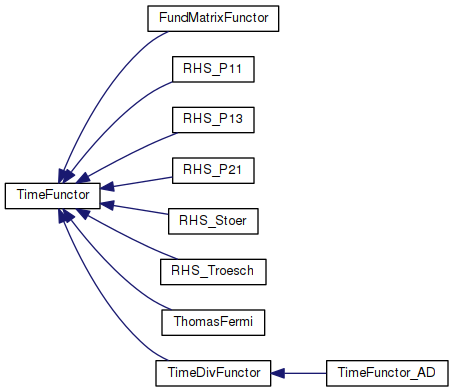 FundMatrixFunctor
RHS_P11
RHS_P13
RHS_P21
TimeFunctor
RHS_Stoer
RHS_Troesch
ThomasFermi
TimeDivFunctor
TimeFunctor_AD